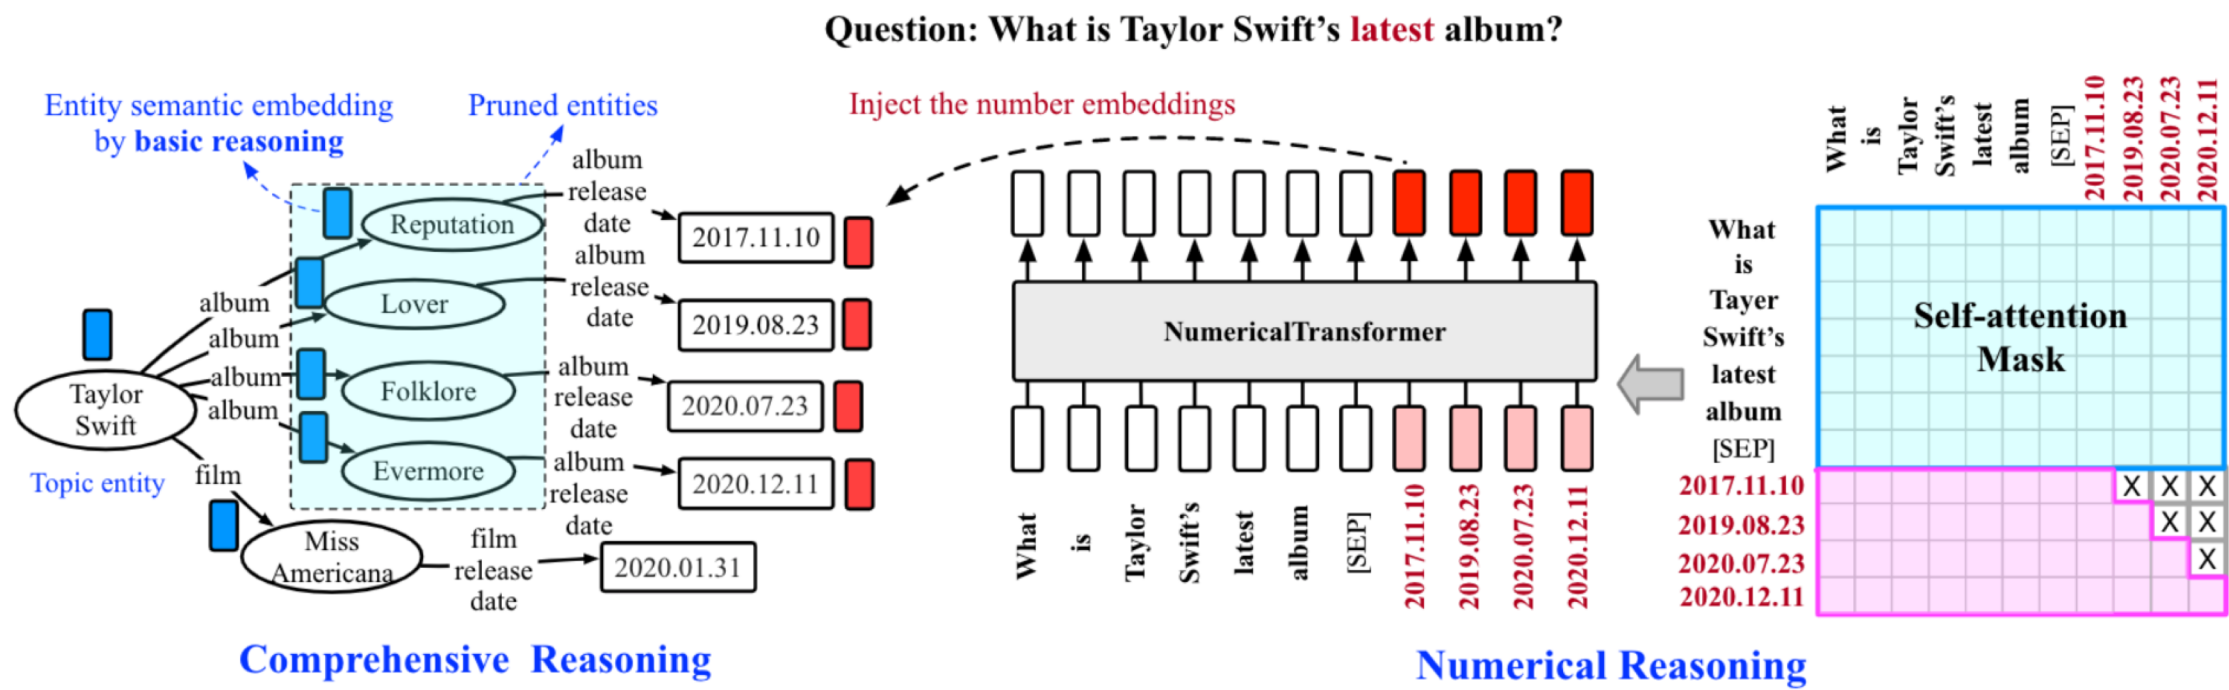 Question: What is Taylor Swift's latest album?
Entity semantic embedding
by basic reasoning
Pruned entities
album
release
date
Reputation
2017.11.10
album
release
date
album
Lover
2019.08.23
album
album
release
date
Taylor
Swift
album
Folklore
2020.07.23
album
album
release
date
Evermore
2020.12.11
Topic entity
film
Miss
Americana
film
release
date
2020.01.31
Comprehensive Reasoning
Inject the number embeddings
NumericalTransformer
What
is
Taylor
Swift's
latest
album
[SEP]
2017.11.10
2019.08.23
2020.07.23
2020.12.11
What
is
Taylor
Swift's
latest
album
[SEP]
2017.11.10
2019.08.23
2020.07.23
2020.12.11
What
is
Tayer
Swift's
latest
album
[SEP]
2017.11.10
2019.08.23
2020.07.23
2020.12.11
Self-attention
Mask
X X X
X X
X
Numerical Reasoning